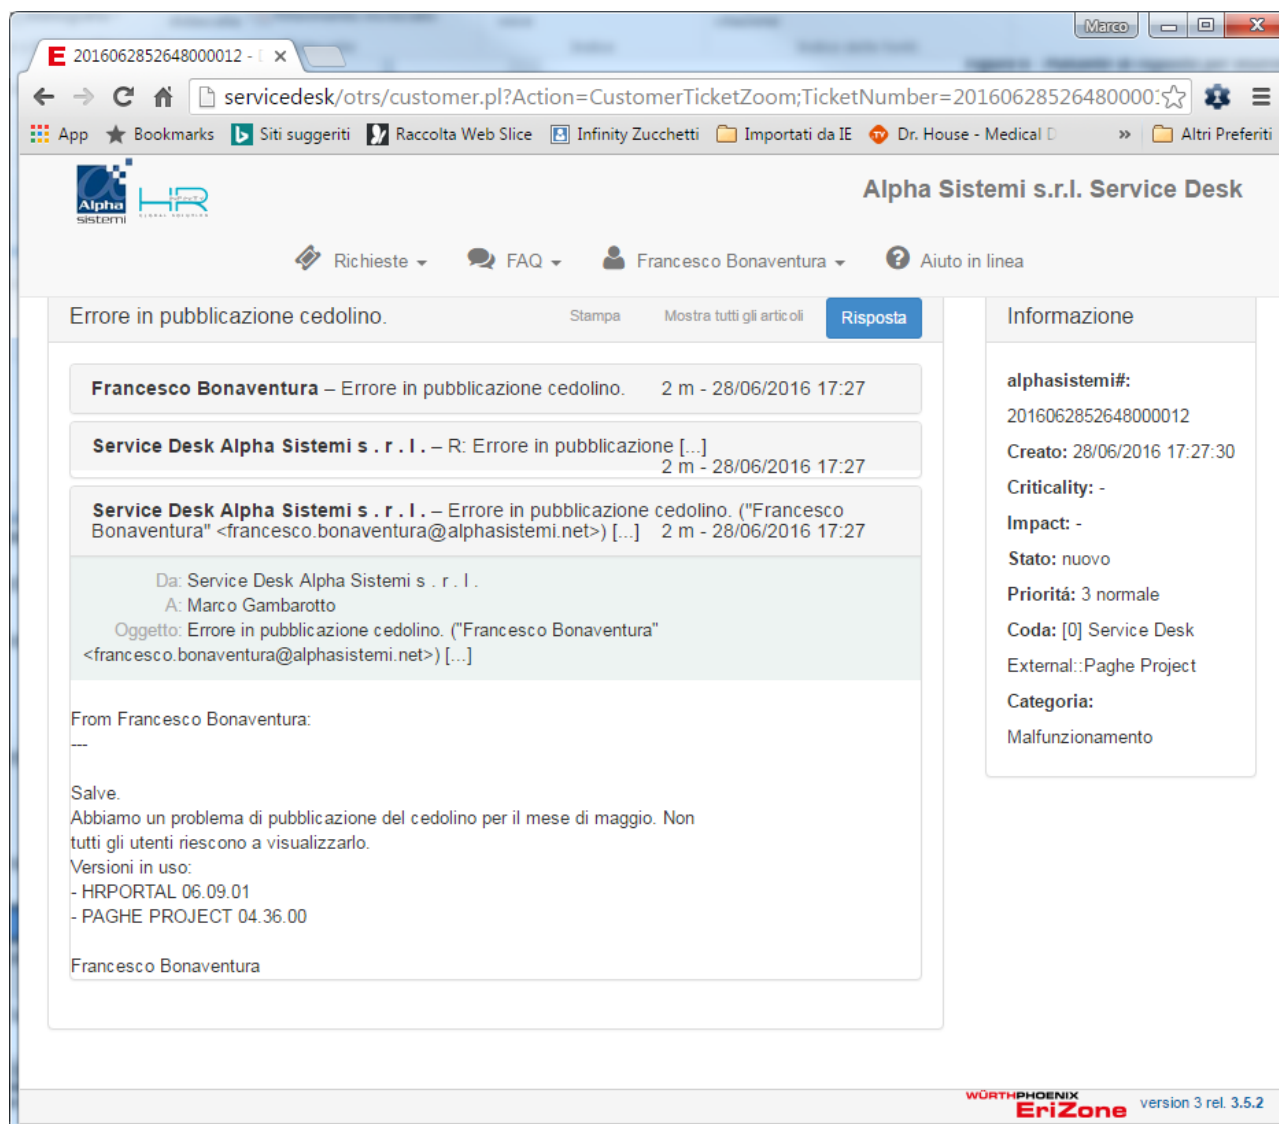 Marco
E 2016062852648000012 -
servicedesk/otrs/customer.pl?Action=CustomerTicketZoom;TicketNumber=20160628526480000
App Bookmarks Siti suggeriti Raccolta Web Slice Infinity Zucchetti Importati da IE Dr. House - Medical D » Altri Preferiti
Alpha
sistemi
HR
Alpha Sistemi s.r.l. Service Desk
Richieste FAQ Francesco Bonaventura Aiuto in linea
Errore in pubblicazione cedolino. Stampa Mostra tutti gli articoli Risposta
Francesco Bonaventura – Errore in pubblicazione cedolino. 2 m - 28/06/2016 17:27
Service Desk Alpha Sistemi s . r . l . – R: Errore in pubblicazione [...]
2 m - 28/06/2016 17:27
Service Desk Alpha Sistemi s . r . l . – Errore in pubblicazione cedolino. ("Francesco
Bonaventura" <francesco.bonaventura@alphasistemi.net>) [...] 2 m - 28/06/2016 17:27
Da: Service Desk Alpha Sistemi s . r . l .
A: Marco Gambarotto
Oggetto: Errore in pubblicazione cedolino. ("Francesco Bonaventura"
<francesco.bonaventura@alphasistemi.net>) [...]
From Francesco Bonaventura:
---
Salve.
Abbiamo un problema di pubblicazione del cedolino per il mese di maggio. Non
tutti gli utenti riescono a visualizzarlo.
Versioni in uso:
- HRPORTAL 06.09.01
- PAGHE PROJECT 04.36.00
Francesco Bonaventura
Informazione
alphasistemi#:
2016062852648000012
Creato: 28/06/2016 17:27:30
Criticality: -
Impact: -
Stato: nuovo
Prioritá: 3 normale
Coda: [0] Service Desk
External::Paghe Project
Categoria:
Malfunzionamento
WÜRTHPHOENIX
EriZone
version 3 rel. 3.5.2